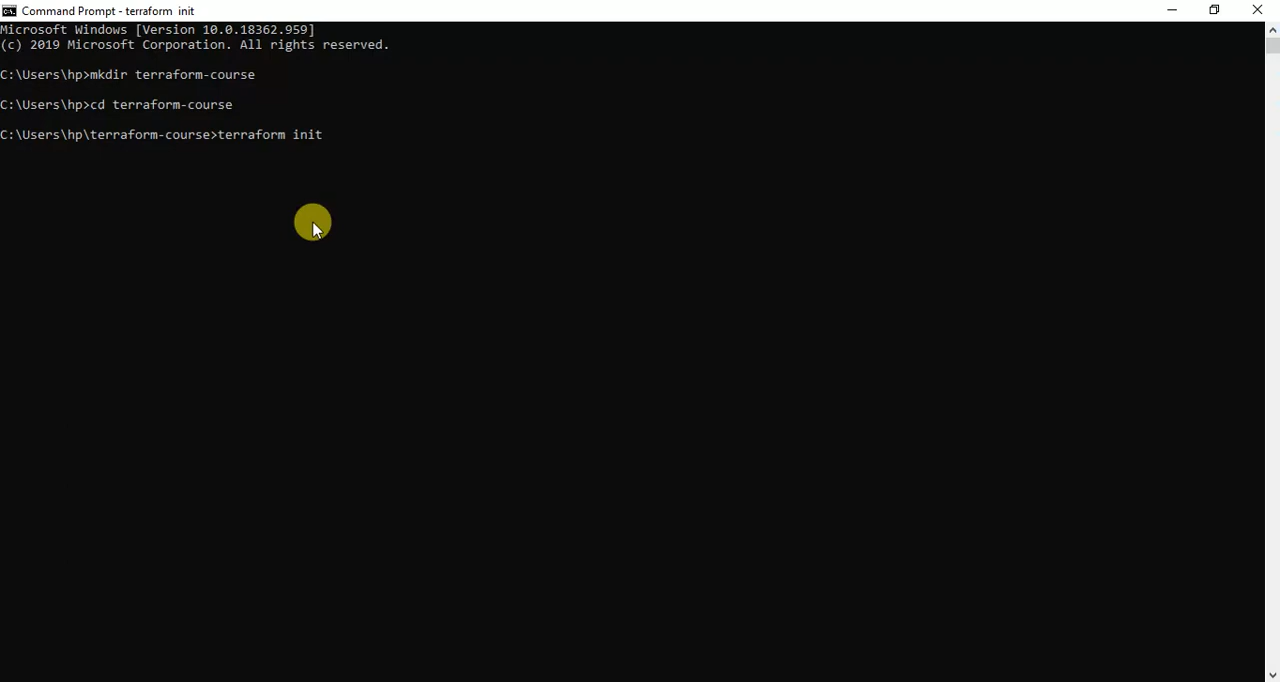 Command Prompt - terraform  init
Microsoft Windows [Version 10.0.18362.959]
(c) 2019 Microsoft Corporation. All rights reserved.
C:\Users\hp>mkdir terraform-course
C:\Users\hp>cd terraform-course
C:\Users\hp\terraform-course>terraform init